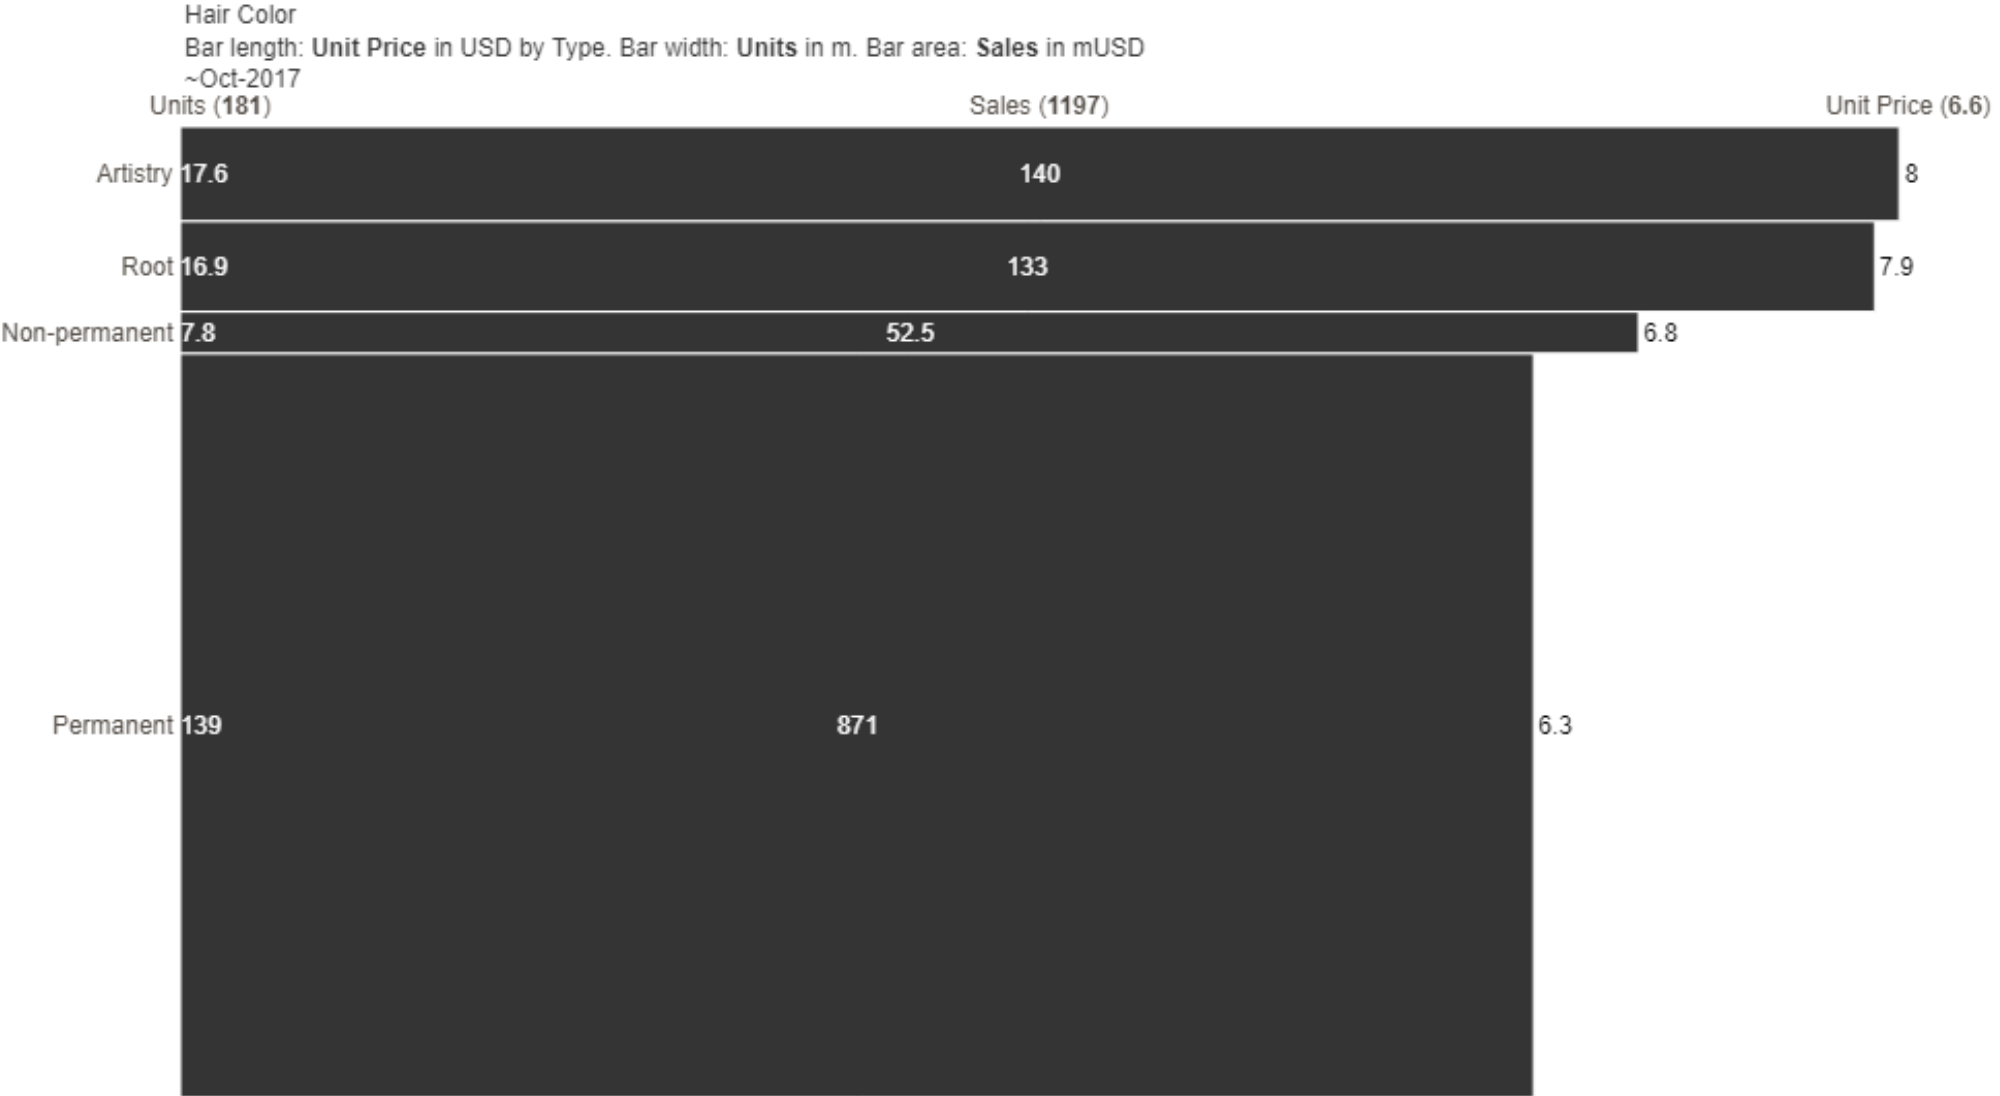 Hair Color
Bar length: Unit Price in USD by Type. Bar width: Units in m. Bar area: Sales in mUSD
~Oct-2017
Units (181) Sales (1197) Unit Price (6.6)
Artistry 17.6 140 8
Root 16.9 133 7.9
Non-permanent 7.8 52.5 6.8
Permanent 139 871 6.3